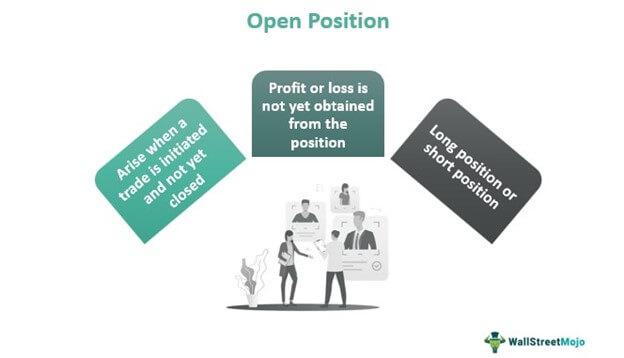 Open Position
Arise when a
trade is initiated
and not yet
closed
Profit or loss is
not yet obtained
from the
position
Long position or
short position
WallStreetMojo